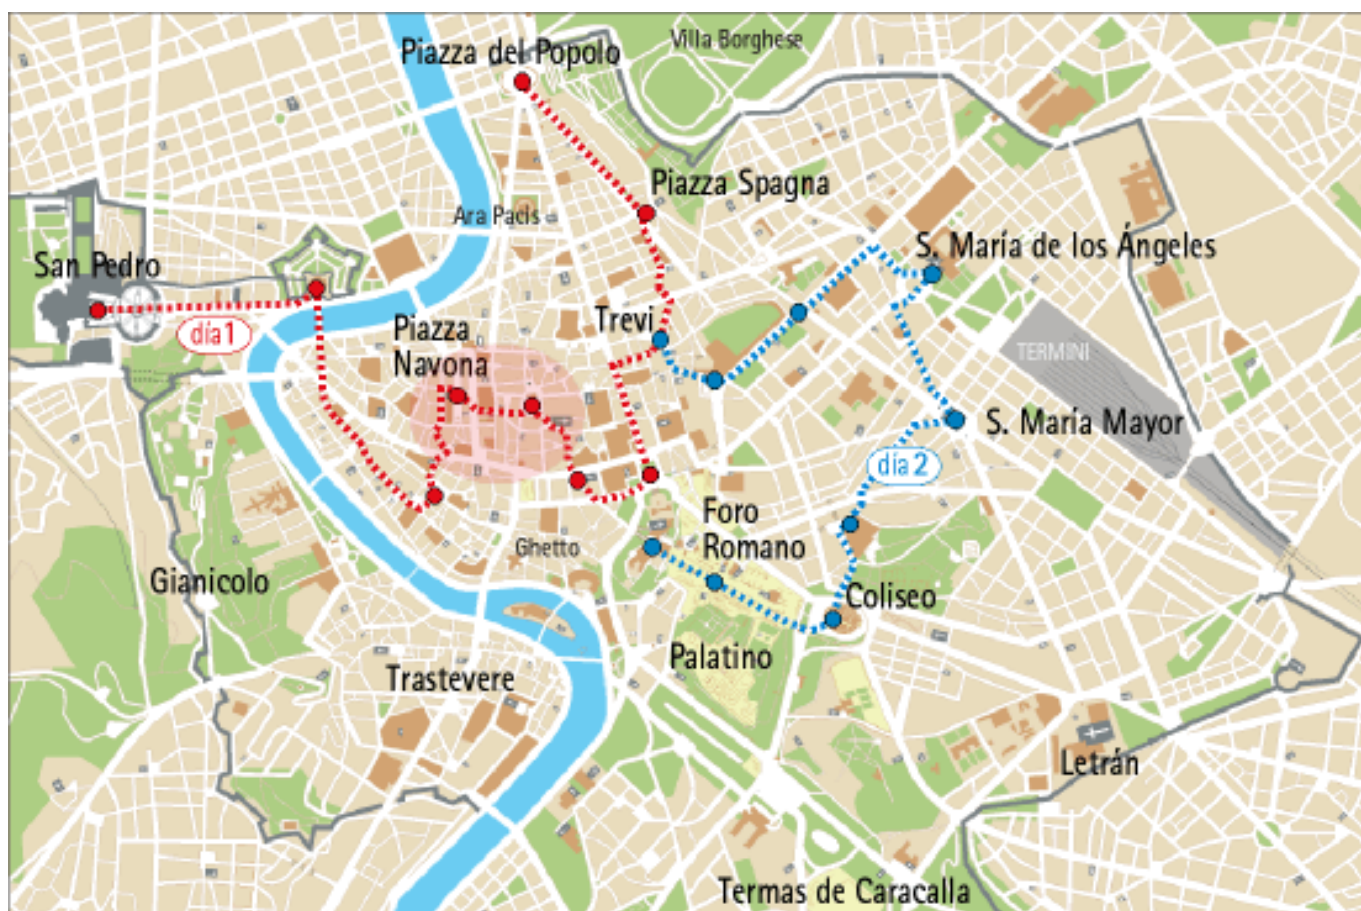 Villa Borghese
Piazza del Popolo
Piazza Spagna
Ara Pacis
S. María de los Ángeles
San Pedro
día 1
Piazza
Navona
Trevi
TERMINI
S. María Mayor
día 2
Foro
Romano
Ghetto
Gianicolo
Coliseo
Palatino
Trastevere
Letrán
Termas de Caracalla